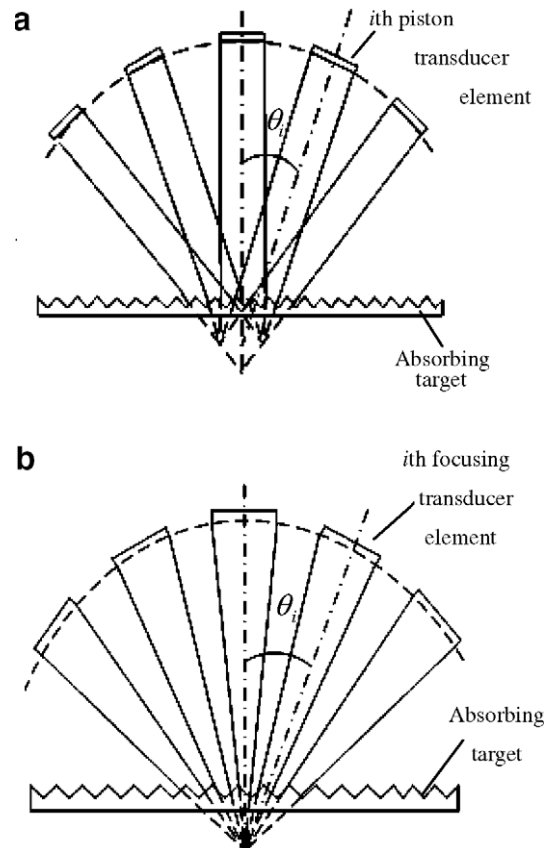 a
ith piston
transducer
element
θi
Absorbing
target
b
ith focusing
transducer
element
θi
Absorbing
target